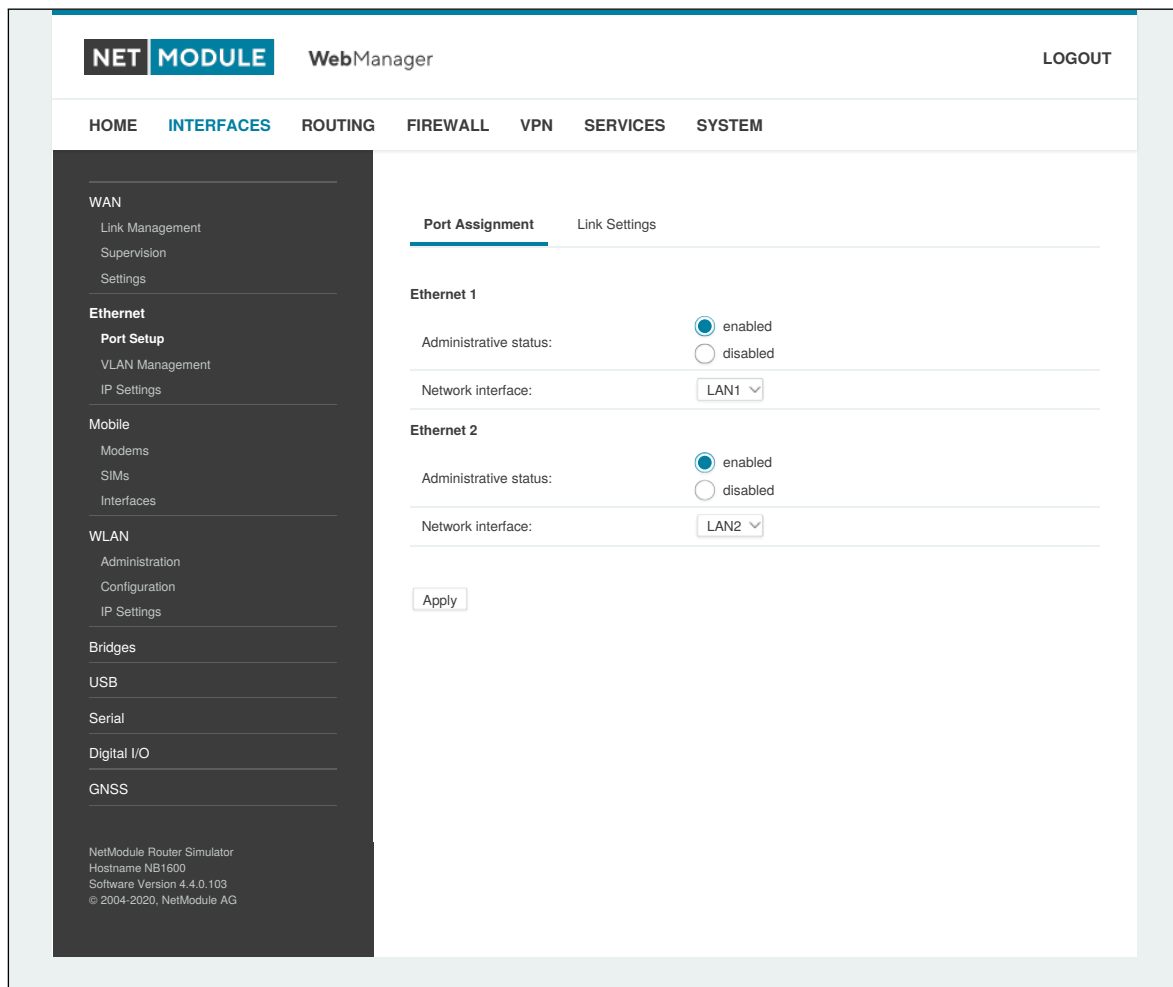 NET MODULE WebManager LOGOUT
HOME INTERFACES ROUTING FIREWALL VPN SERVICES SYSTEM
WAN
Link Management
Supervision
Settings
Ethernet
Port Setup
VLAN Management
IP Settings
Mobile
Modems
SIMs
Interfaces
WLAN
Administration
Configuration
IP Settings
Bridges
USB
Serial
Digital I/O
GNSS
NetModule Router Simulator
Hostname NB1600
Software Version 4.4.0.103
© 2004-2020, NetModule AG
Port Assignment Link Settings
Ethernet 1
Administrative status:
enabled
disabled
Network interface: LAN1
Ethernet 2
Administrative status:
enabled
disabled
Network interface: LAN2
Apply